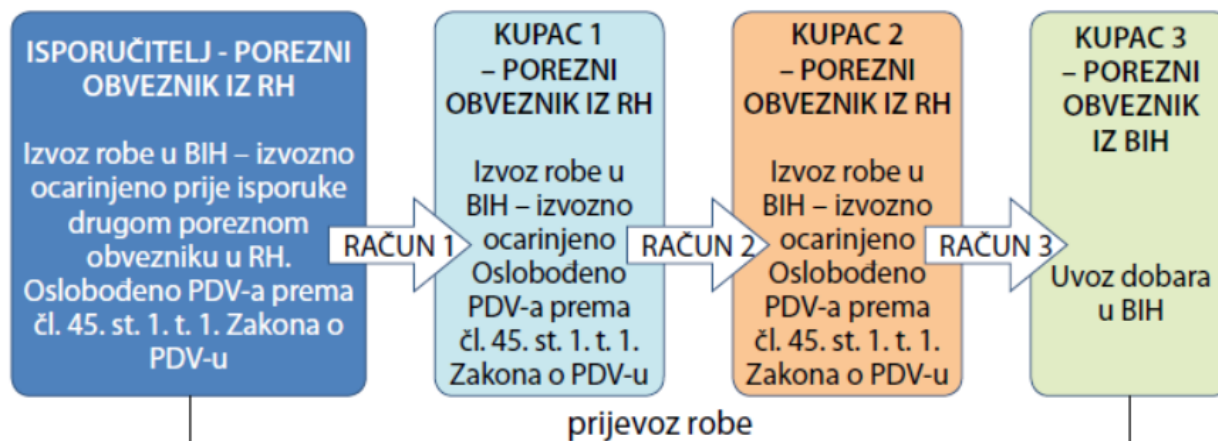 ISPORUČITELJ - POREZNI
OBVEZNIK IZ RH
Izvoz robe u BIH – izvozno
ocarinjeno prije isporuke
drugom poreznom
obvezniku u RH.
Oslobođeno PDV-a prema
čl. 45. st. 1. t. 1. Zakona o
PDV-u
RAČUN 1
KUPAC 1
– POREZNI
OBVEZNIK IZ RH
Izvoz robe u
BIH – izvozno
ocarinjeno
Oslobođeno
PDV-a prema
čl. 45. st. 1. t. 1.
Zakona o PDV-u
RAČUN 2
KUPAC 2
– POREZNI
OBVEZNIK IZ RH
Izvoz robe u
BIH – izvozno
ocarinjeno
Oslobođeno
PDV-a prema
čl. 45. st. 1. t. 1.
Zakona o PDV-u
RAČUN 3
KUPAC 3
– POREZNI
OBVEZNIK
IZ BIH
Uvoz dobara
u BIH
prijevoz robe